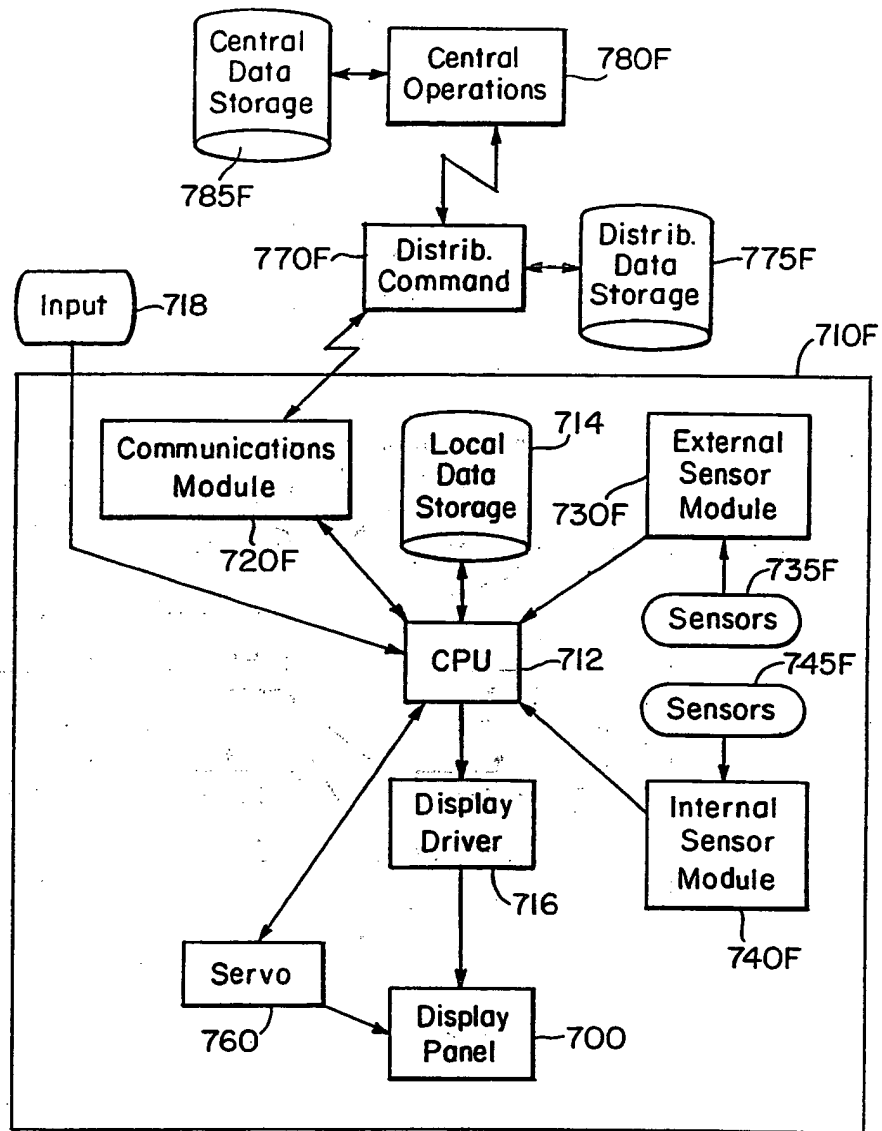 Central
Data
Storage
785F
Central
Operations
780F
770F
Distrib.
Command
Distrib.
Data
Storage
775F
Input
718
710F
Communications
Module
720F
Local
Data
Storage
714
External
Sensor
Module
730F
735F
Sensors
CPU
712
745F
Sensors
Display
Driver
716
Internal
Sensor
Module
740F
Servo
760
Display
Panel
700